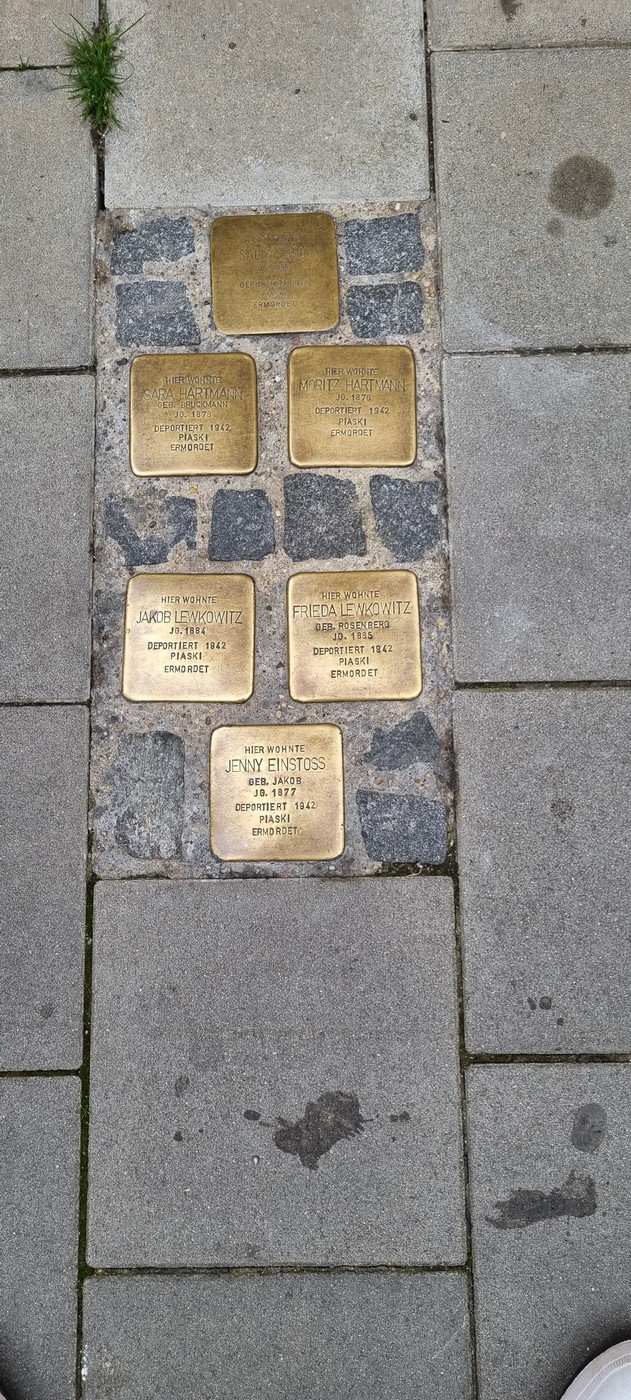 ERMORDET
HIER WOHNTE
SARA HARTMANN
GEB. BRUCKMANN
JG. 1873
DEPORTIERT 1942
PIASKI
ERMORDET
HIER WOHNTE
MORITZ HARTMANN
JG. 1876
DEPORTIERT 1942
PIASKI
ERMORDET
HIER WOHNTE
JAKOB LEWKOWITZ
JG. 1884
DEPORTIERT 1942
PIASKI
ERMORDET
HIER WOHNTE
FRIEDA LEWKOWITZ
GEB. ROSENBERG
JG. 1885
DEPORTIERT 1942
PIASKI
ERMORDET
HIER WOHNTE
JENNY EINSTOSS
GEB. JAKOB
JG. 1877
DEPORTIERT 1942
PIASKI
ERMORDET